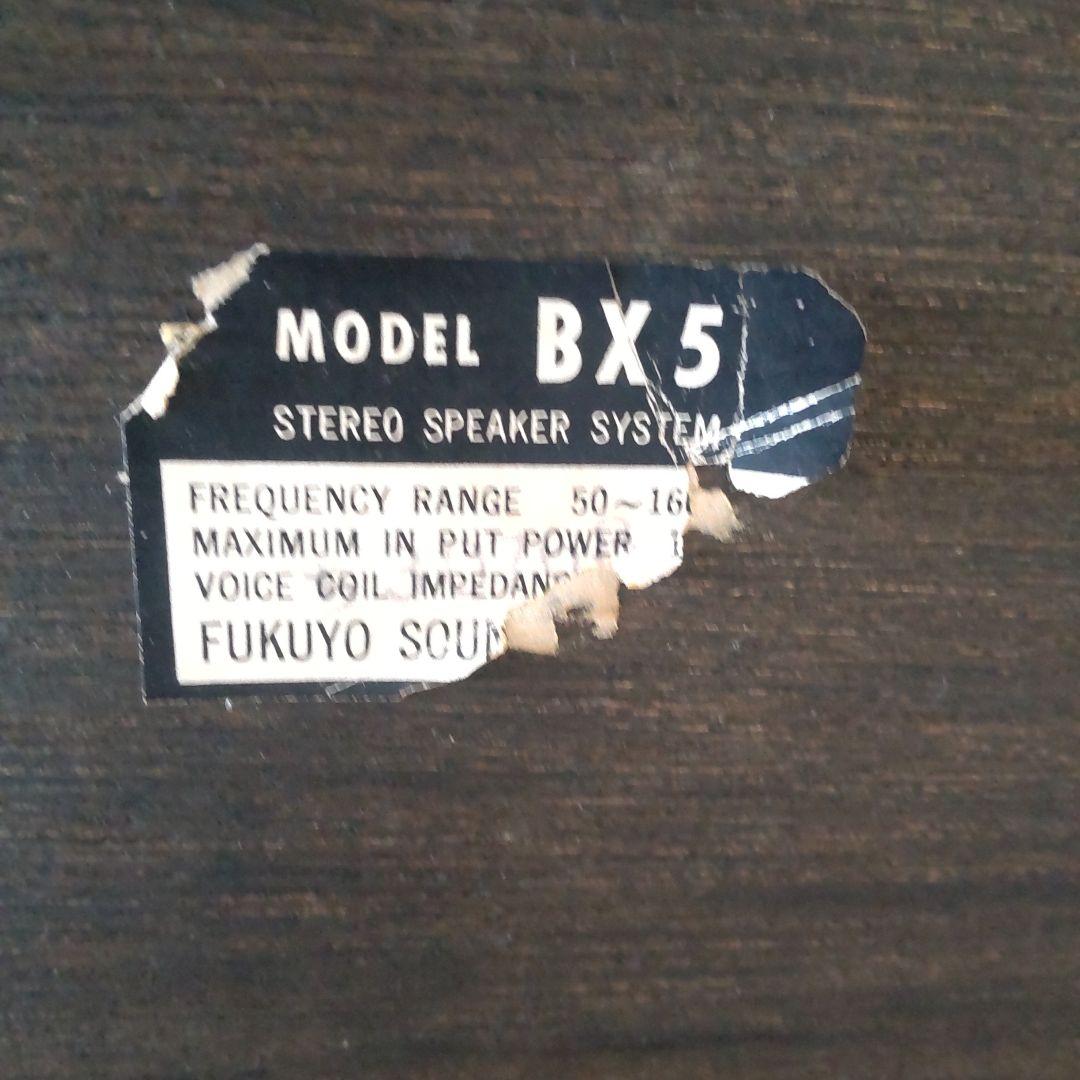 MODEL BX5
STEREO SPEAKER SYSTEM
FREQUENCY RANGE 50~16
MAXIMUM IN PUT POWER
VOICE COIL IMPEDAN
FUKUYO SOUN